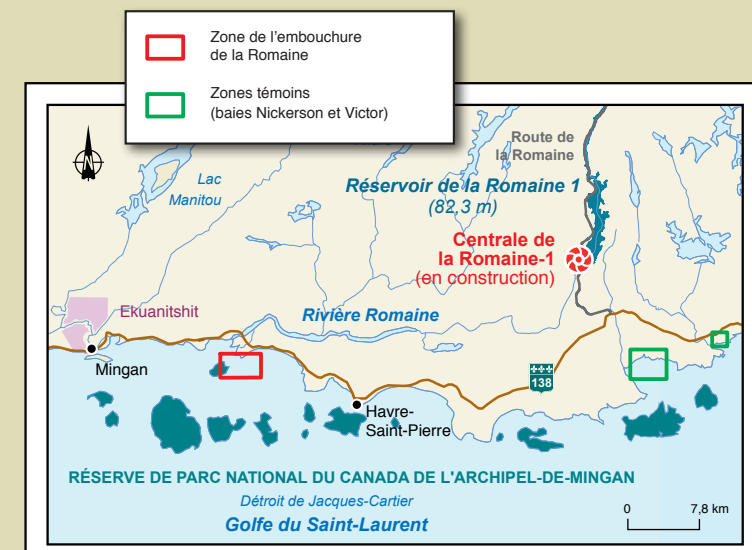 Zone de l'embouchure
de la Romaine
Zones témoins
(baies Nickerson et Victor)
Route de
la Romaine
Lac
Manitou
Réservoir de la Romaine 1
(82,3 m)
Centrale de
la Romaine-1
(en construction)
Ekuanitshit
Rivière Romaine
Mingan
138
Havre-
Saint-Pierre
RÉSERVE DE PARC NATIONAL DU CANADA DE L'ARCHIPEL-DE-MINGAN
Détroit de Jacques-Cartier
Golfe du Saint-Laurent
0 7,8 km